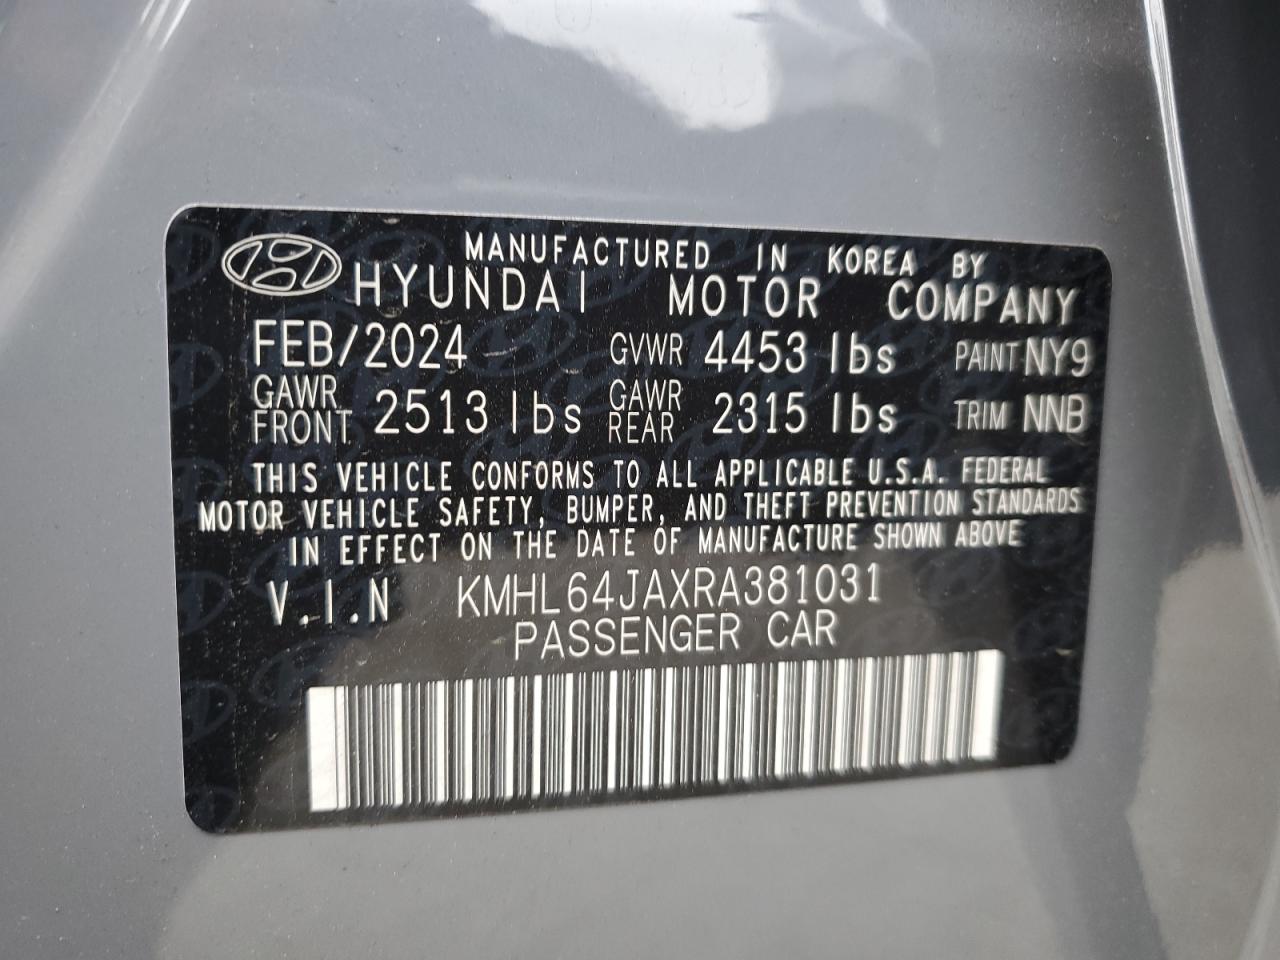 MANUFACTURED IN KOREA BY
HYUNDAI MOTOR COMPANY
FEB/2024 GVWR 4453 lbs PAINT NY9
GAWR FRONT 2513 lbs GAWR REAR 2315 lbs TRIM NNB
THIS VEHICLE CONFORMS TO ALL APPLICABLE U.S.A. FEDERAL
MOTOR VEHICLE SAFETY, BUMPER, AND THEFT PREVENTION STANDARDS
IN EFFECT ON THE DATE OF MANUFACTURE SHOWN ABOVE
V.I.N KMHL64JAXRA381031
PASSENGER CAR